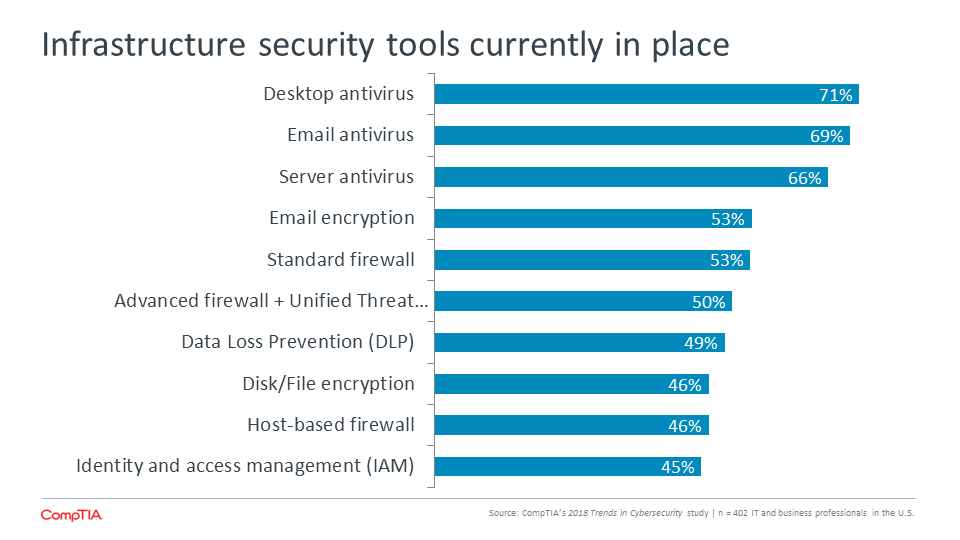 Infrastructure security tools currently in place
Desktop antivirus 71%
Email antivirus 69%
Server antivirus 66%
Email encryption 53%
Standard firewall 53%
Advanced firewall + Unified Threat... 50%
Data Loss Prevention (DLP) 49%
Disk/File encryption 46%
Host-based firewall 46%
Identity and access management (IAM) 45%
CompTIA
Source: CompTIA's 2018 Trends in Cybersecurity study | n = 402 IT and business professionals in the U.S.